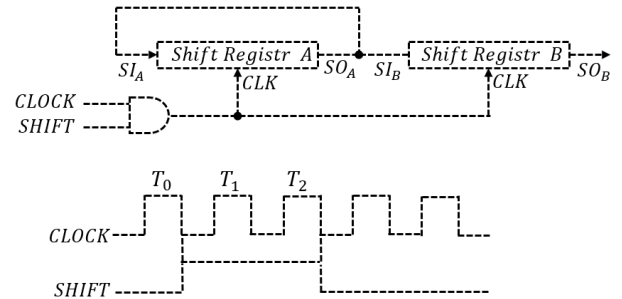 Shift Registr A
Shift Registr B
SI_A
SO_A
SI_B
SO_B
CLK
CLK
CLOCK
SHIFT
T_0
T_1
T_2
CLOCK
SHIFT